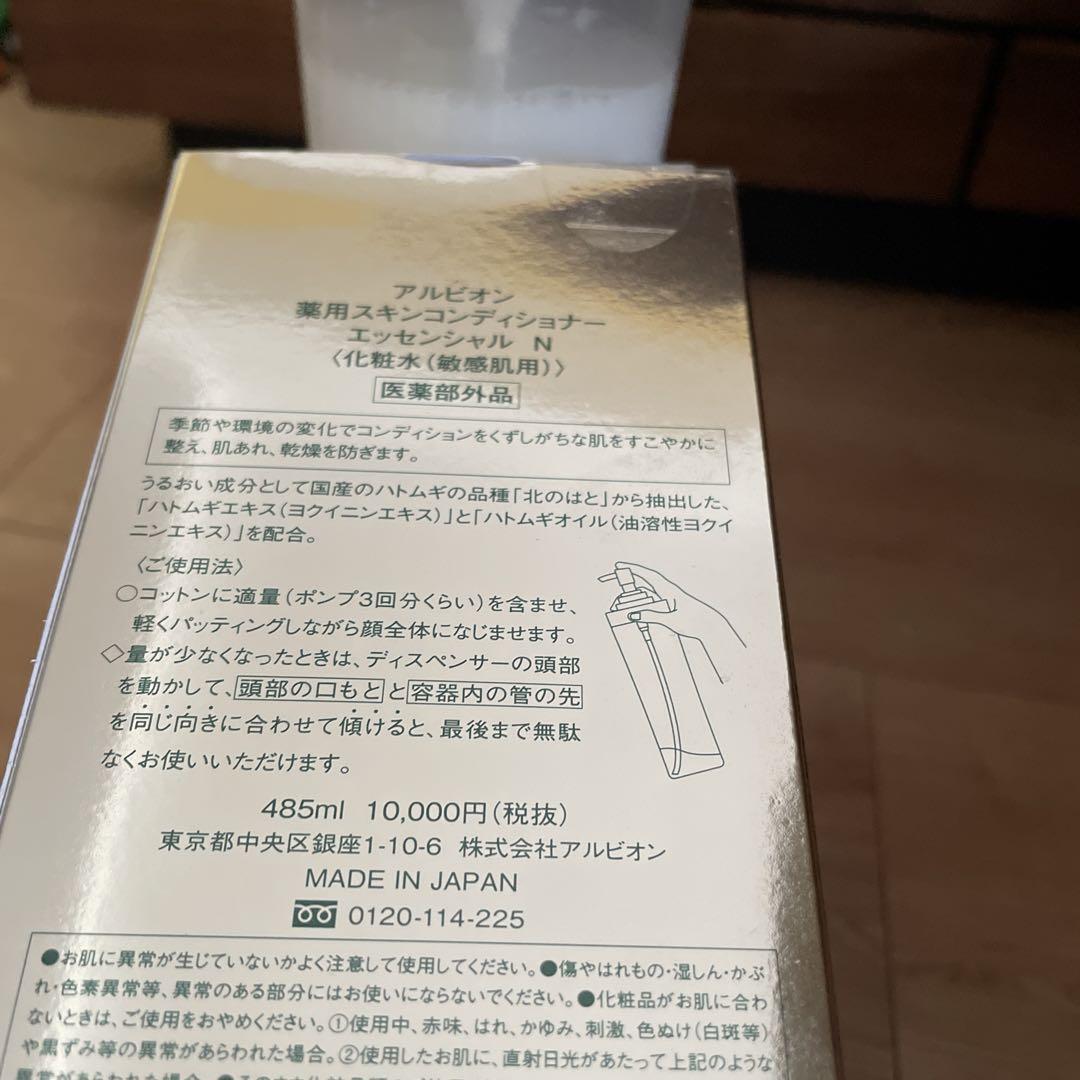 アルビオン
薬用スキンコンディショナー
エッセンシャル N
〈化粧水(敏感肌用)〉
医薬部外品
季節や環境の変化でコンディションをくずしがちな肌をすこやかに
整え、肌あれ、乾燥を防ぎます。
うるおい成分として国産のハトムギの品種「北のはと」から抽出した、
「ハトムギエキス(ヨクイニンエキス)」と「ハトムギオイル(油溶性ヨクイ
ニンエキス)」を配合。
〈ご使用法〉
○コットンに適量(ポンプ3回分くらい)を含ませ、
軽くパッティングしながら顔全体になじませます。
◇量が少なくなったときは、ディスペンサーの頭部
を動かして、頭部の口もとと容器内の管の先
を同じ向きに合わせて傾けると、最後まで無駄
なくお使いいただけます。
485ml 10,000円(税抜)
東京都中央区銀座1-10-6 株式会社アルビオン
MADE IN JAPAN
0120-114-225
●お肌に異常が生じていないかよく注意して使用してください。●傷やはれもの・湿しん・かぶ
れ・色素異常等、異常のある部分にはお使いにならないでください。●化粧品がお肌に合わ
ないときは、ご使用をおやめください。①使用中、赤味、はれ、かゆみ、刺激、色ぬけ(白斑等)
や黒ずみ等の異常があらわれた場合。②使用したお肌に、直射日光があたって上記のような
異常があらわれた場合